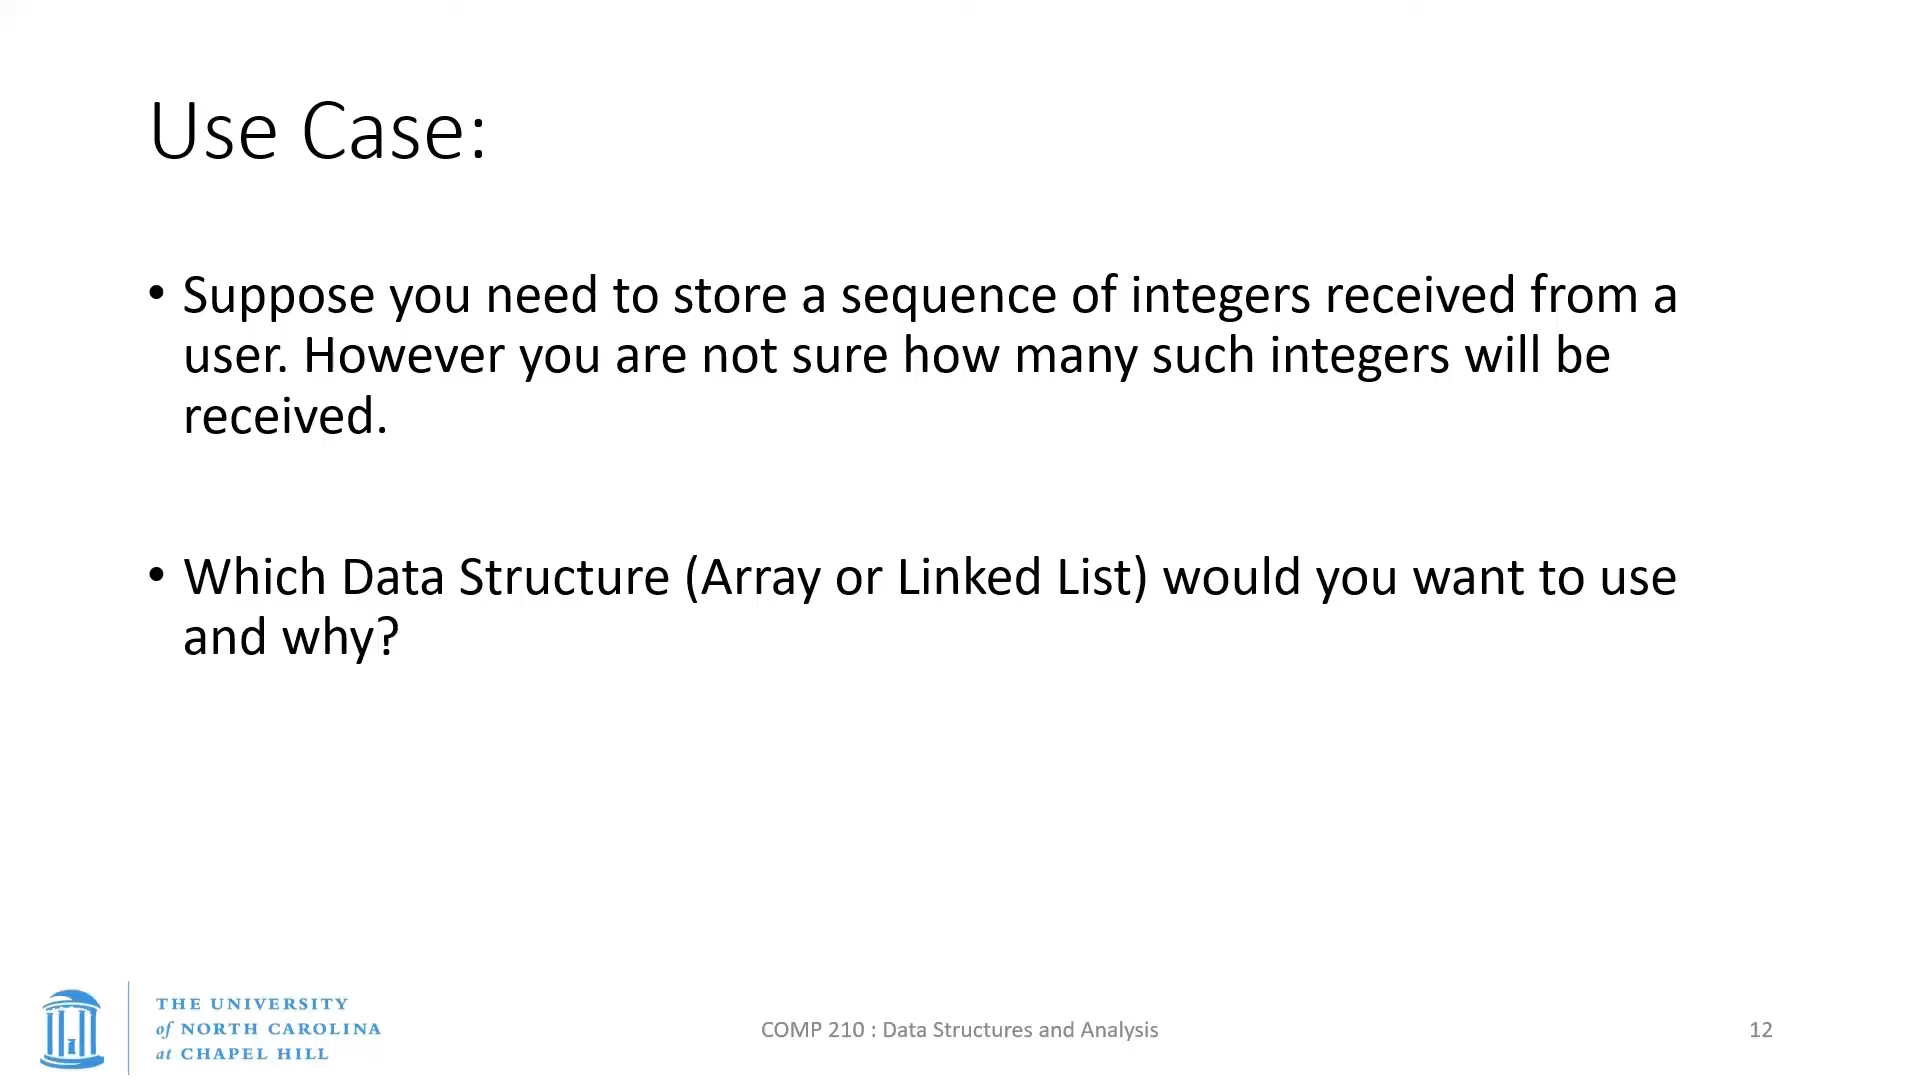 Use Case:
• Suppose you need to store a sequence of integers received from a
user. However you are not sure how many such integers will be
received.
• Which Data Structure (Array or Linked List) would you want to use
and why?
THE UNIVERSITY
of NORTH CAROLINA
at CHAPEL HILL
COMP 210 : Data Structures and Analysis
12